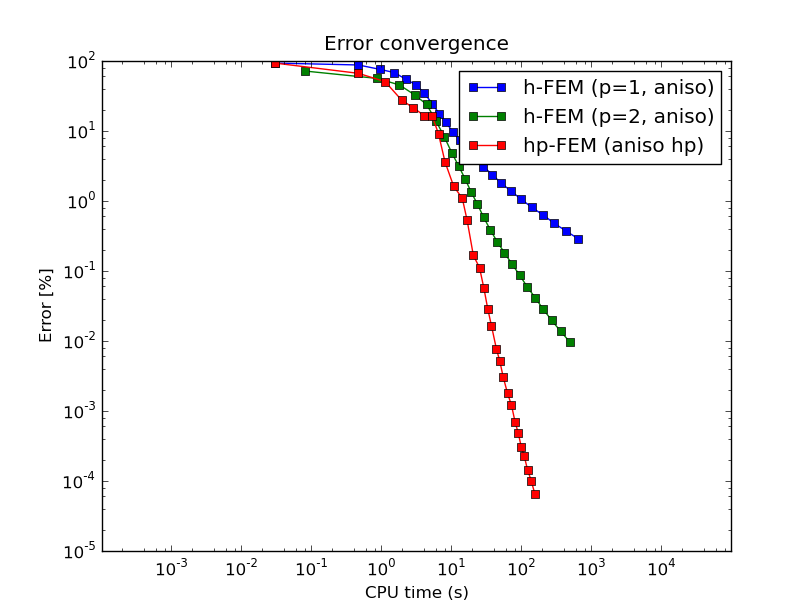 Error convergence
10^2
10^1
10^0
10^-1
10^-2
10^-3
10^-4
10^-5
Error [%]
h-FEM (p=1, aniso)
h-FEM (p=2, aniso)
hp-FEM (aniso hp)
10^-3 10^-2 10^-1 10^0 10^1 10^2 10^3 10^4
CPU time (s)